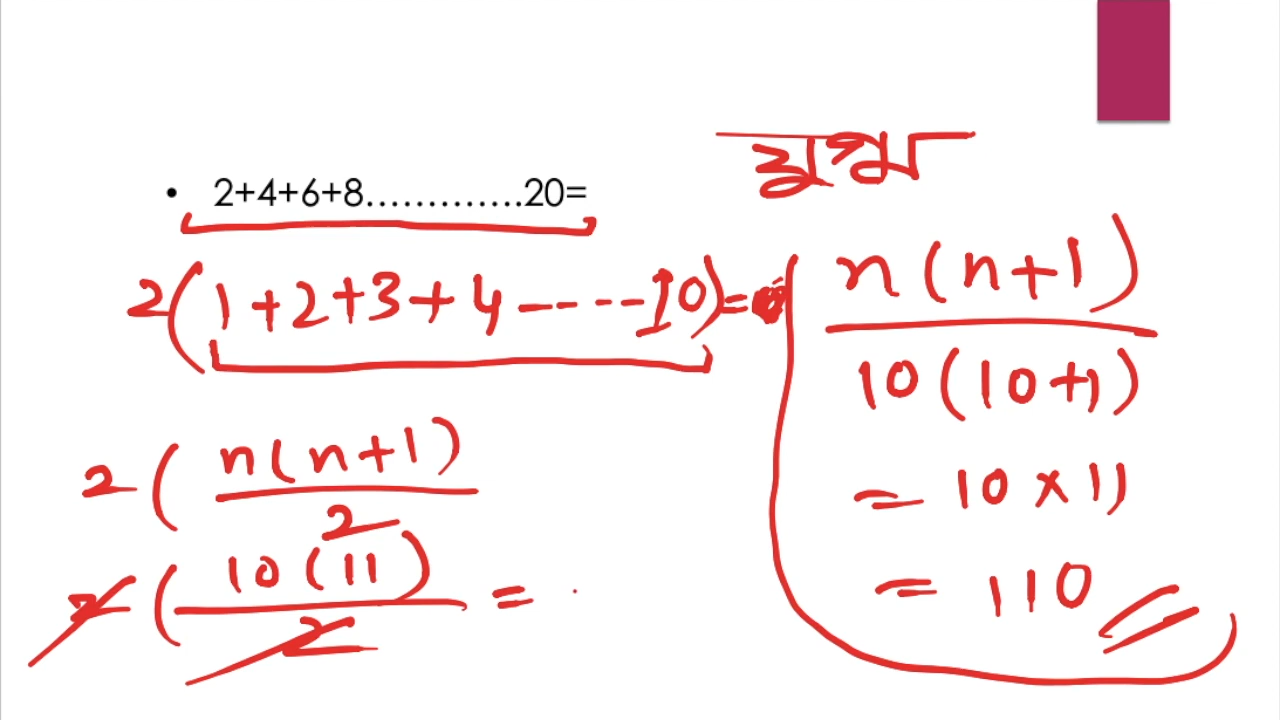 • 2+4+6+8.............20=
যুগ্ম
2(1+2+3+4----10)=
2(n(n+1)/2)
2(10(11)/2)=
n(n+1)
10(10+1)
= 10×11
= 110